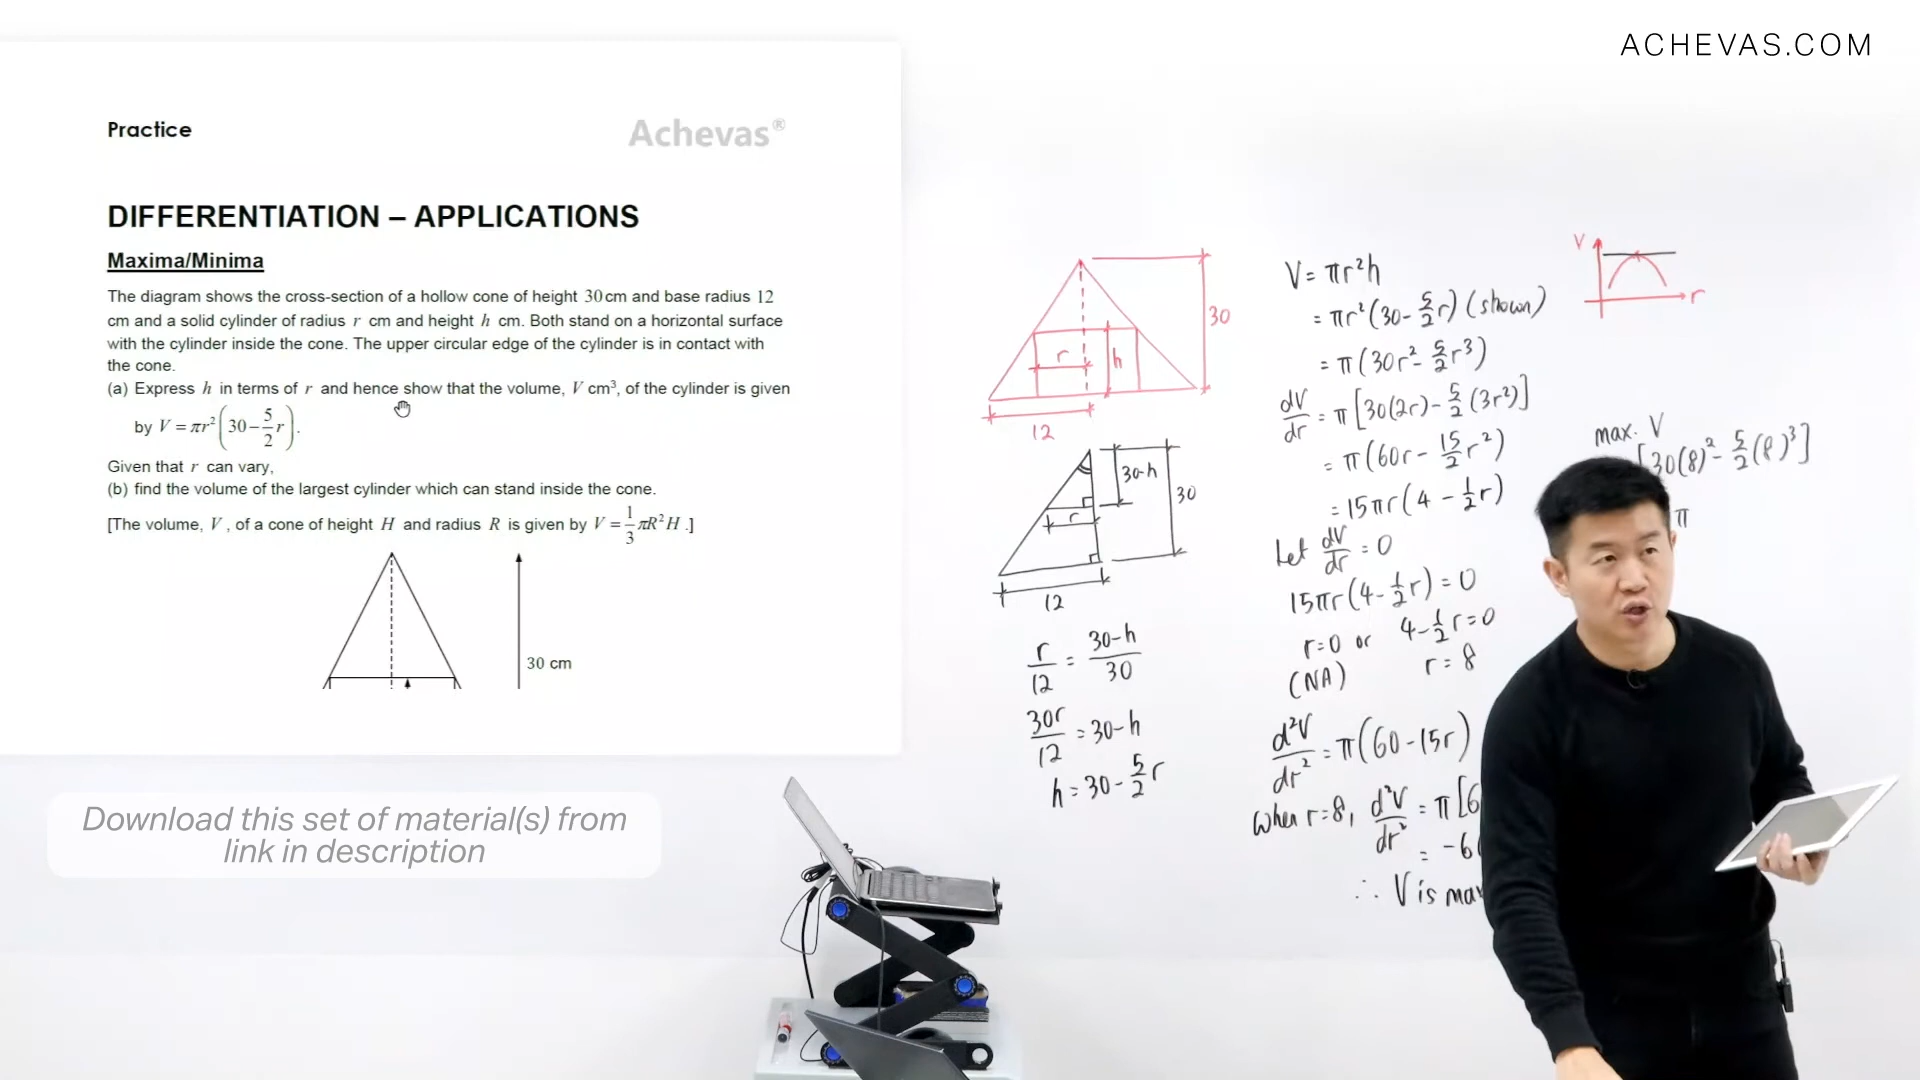 ACHEVAS.COM
Practice
Achevas®
DIFFERENTIATION – APPLICATIONS
Maxima/Minima
The diagram shows the cross-section of a hollow cone of height 30 cm and base radius 12
cm and a solid cylinder of radius r cm and height h cm. Both stand on a horizontal surface
with the cylinder inside the cone. The upper circular edge of the cylinder is in contact with
the cone.
(a) Express h in terms of r and hence show that the volume, V cm³, of the cylinder is given
by V = πr²(30 − 5/2 r).
Given that r can vary,
(b) find the volume of the largest cylinder which can stand inside the cone.
[The volume, V, of a cone of height H and radius R is given by V = 1/3 πR²H.]
30 cm
Download this set of material(s) from
link in description
30
r
h
12
30-h
30
r
12
r/12 = (30-h)/30
30r/12 = 30-h
h = 30 - 5/2 r
V = πr²h
= πr²(30 - 5/2 r) (shown)
= π(30r² - 5/2 r³)
dV/dr = π[30(2r) - 5/2 (3r²)]
= π(60r - 15/2 r²)
= 15πr(4 - 1/2 r)
Let dV/dr = 0
15πr(4 - 1/2 r) = 0
r=0 or 4 - 1/2 r = 0
(NA) r = 8
d²V/dr² = π(60-15r)
when r=8, d²V/dr² = π[6
= -6
∴ V is
V
r
max. V
[30(8)² - 5/2 (8)³]
π